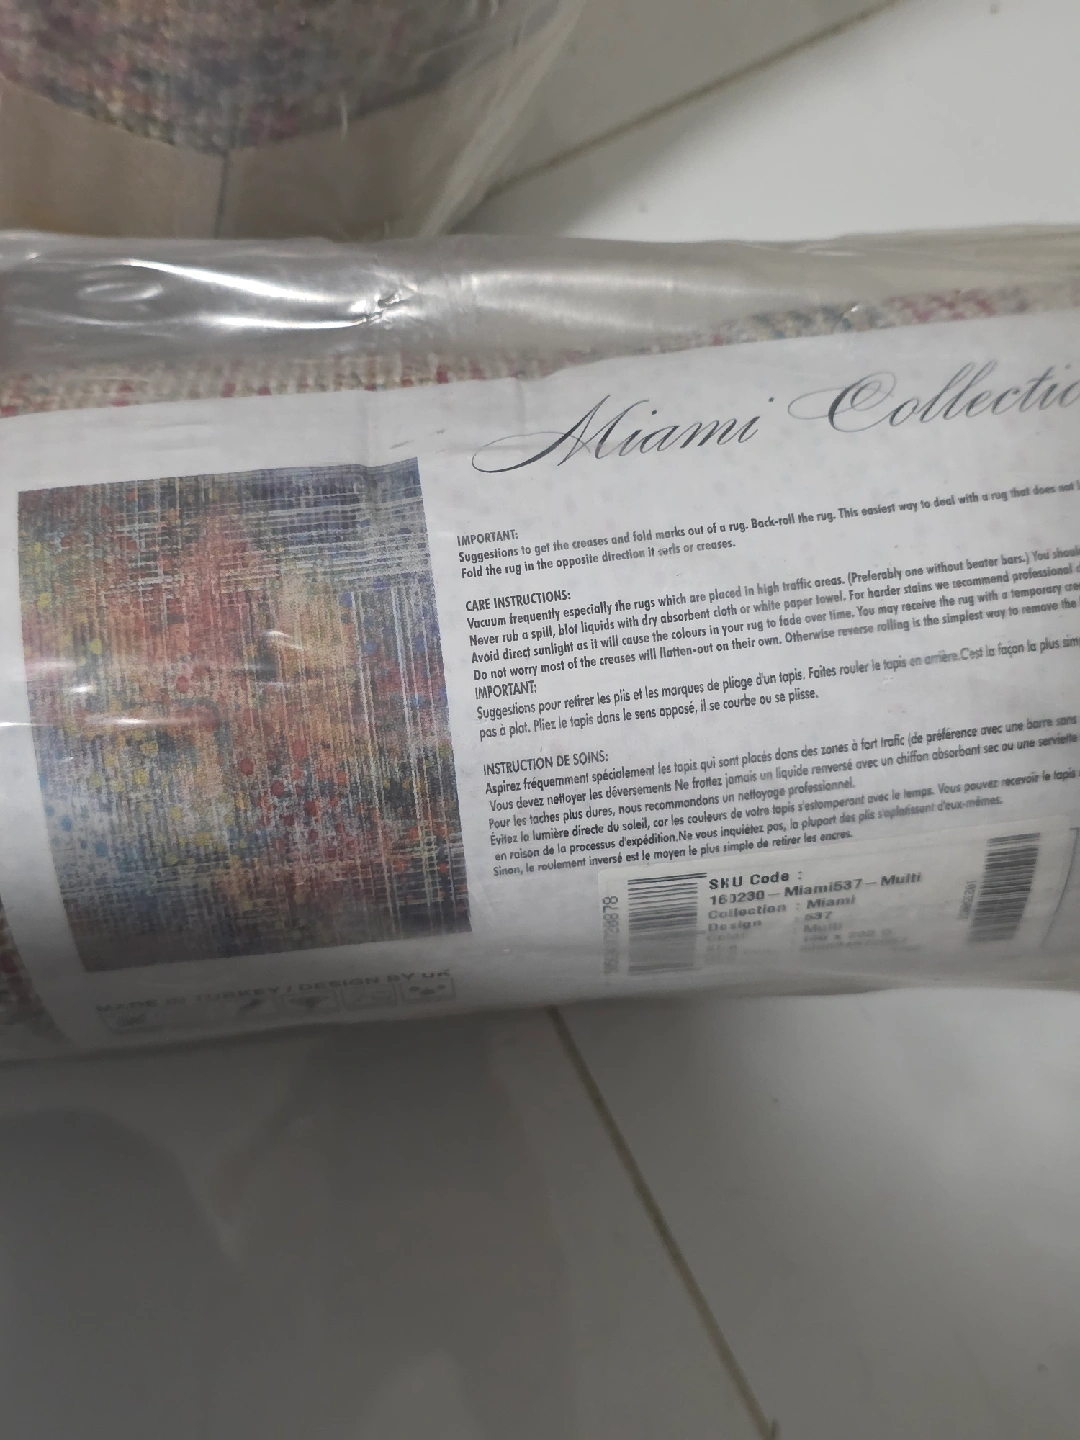 Miami Collectio
IMPORTANT:
Suggestions to get the creases and fold marks out of a rug. Back-roll the rug. This easiest way to deal with a rug that does not
Fold the rug in the opposite direction it curls or creases.
CARE INSTRUCTIONS:
Vacuum frequently especially the rugs which are placed in high traffic areas. (Preferably one without beater bars.) You should
Never rub a spill, blot liquids with dry absorbent cloth or white paper towel. For harder stains we recommend professional
Avoid direct sunlight as it will cause the colours in your rug to fade over time. You may receive the rug with a temporary
Do not worry most of the creases will flatten-out on their own. Otherwise reverse rolling is the simplest way to remove the
IMPORTANT:
Suggestions pour retirer les plis et les marques de pliage d'un tapis. Faites rouler le tapis en arrière.C'est la façon la plus
pas à plat. Pliez le tapis dans le sens opposé, il se courbe ou se plisse.
INSTRUCTION DE SOINS:
Aspirez fréquemment spécialement les tapis qui sont placés dans des zones à fort trafic (de préférence avec une barre sans
Vous devez nettoyer les déversements Ne frottez jamais un liquide renversé avec un chiffon absorbant sec ou une serviette
Pour les taches plus dures, nous recommandons un nettoyage professionnel.
Évitez la lumière directe du soleil, car les couleurs de votre tapis s'estomperont avec le temps. Vous pouvez recevoir le tapis
en raison de la processus d'expédition.Ne vous inquiétez pas, la plupart des plis s'aplatissent d'eux-mêmes.
Sinon, le roulement inversé est le moyen le plus simple de retirer les encres.
SKU Code :
163230-Miami537-Multi
Collection : Miami
Design : 537
Color : Multi
MADE IN TURKEY / DESIGN BY UK